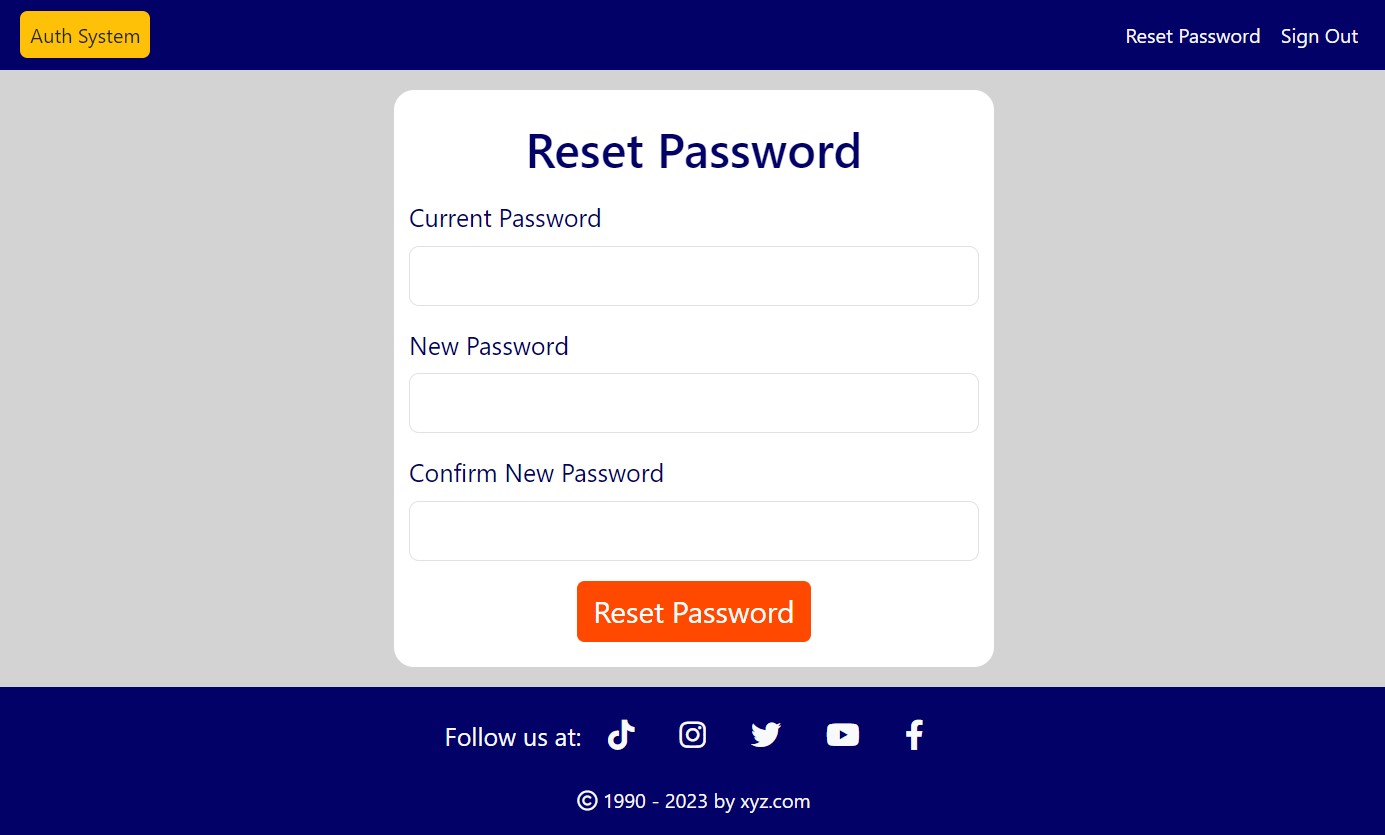 Auth System
Reset Password Sign Out
Reset Password
Current Password
New Password
Confirm New Password
Reset Password
Follow us at:
© 1990 - 2023 by xyz.com